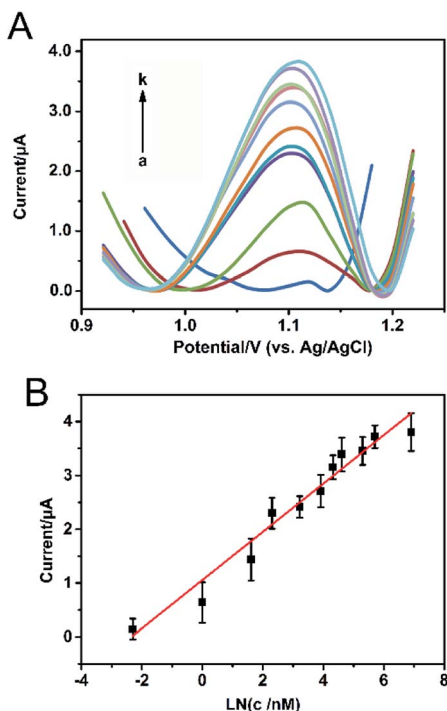 A
4.0
3.0
2.0
1.0
0.0
Current/µA
k
a
0.9 1.0 1.1 1.2
Potential/V (vs. Ag/AgCl)
B
4
3
2
1
0
Current/µA
-4 -2 0 2 4 6 8
LN(c /nM)